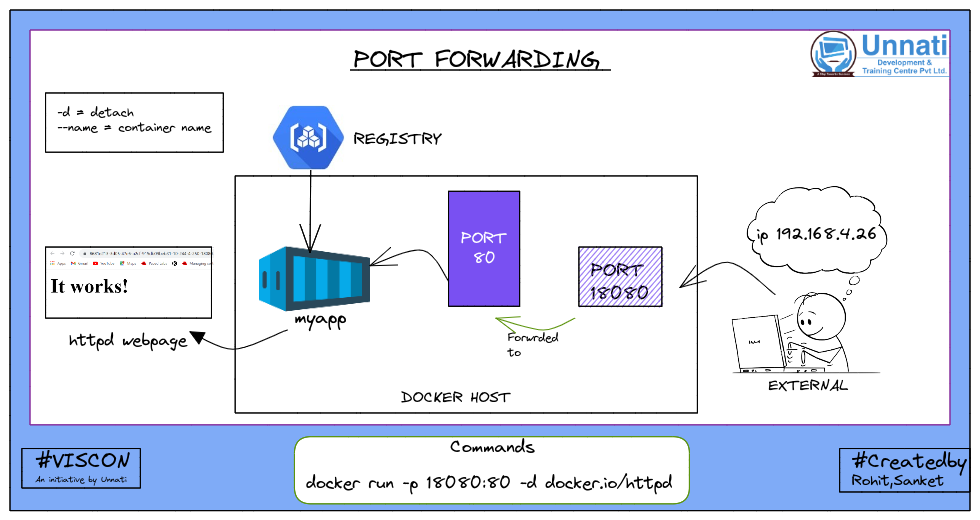 PORT FORWARDING
Unnati
Development &
Training Centre Pvt Ltd.
-d = detach
--name = container name
REGISTRY
PORT
80
PORT
18080
ip 192.168.4.26
It works!
myapp
httpd webpage
Forwrded
to
EXTERNAL
DOCKER HOST
#VISCON
An initiative by Unnati
Commands
docker run -p 18080:80 -d docker.io/httpd
#Createdby
Rohit,Sanket